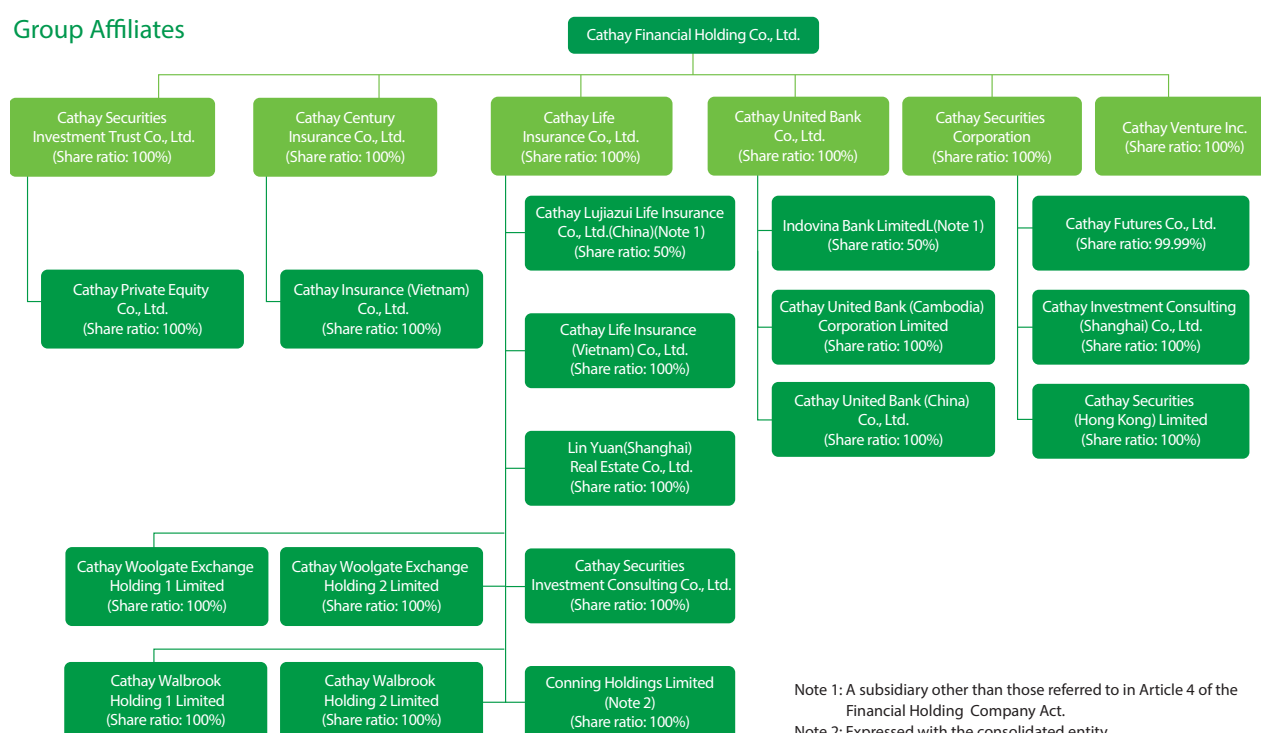 Group Affiliates
Cathay Financial Holding Co., Ltd.
Cathay Securities
Investment Trust Co., Ltd.
(Share ratio: 100%)
Cathay Century
Insurance Co., Ltd.
(Share ratio: 100%)
Cathay Life
Insurance Co., Ltd.
(Share ratio: 100%)
Cathay United Bank
Co., Ltd.
(Share ratio: 100%)
Cathay Securities
Corporation
(Share ratio: 100%)
Cathay Venture Inc.
(Share ratio: 100%)
Cathay Private Equity
Co., Ltd.
(Share ratio: 100%)
Cathay Insurance (Vietnam)
Co., Ltd.
(Share ratio: 100%)
Cathay Lujiazui Life Insurance
Co., Ltd.(China)(Note 1)
(Share ratio: 50%)
Cathay Life Insurance
(Vietnam) Co., Ltd.
(Share ratio: 100%)
Lin Yuan(Shanghai)
Real Estate Co., Ltd.
(Share ratio: 100%)
Cathay Woolgate Exchange
Holding 1 Limited
(Share ratio: 100%)
Cathay Woolgate Exchange
Holding 2 Limited
(Share ratio: 100%)
Cathay Securities
Investment Consulting Co., Ltd.
(Share ratio: 100%)
Cathay Walbrook
Holding 1 Limited
(Share ratio: 100%)
Cathay Walbrook
Holding 2 Limited
(Share ratio: 100%)
Conning Holdings Limited
(Note 2)
(Share ratio: 100%)
Indovina Bank LimitedL(Note 1)
(Share ratio: 50%)
Cathay United Bank (Cambodia)
Corporation Limited
(Share ratio: 100%)
Cathay United Bank (China)
Co., Ltd.
(Share ratio: 100%)
Cathay Futures Co., Ltd.
(Share ratio: 99.99%)
Cathay Investment Consulting
(Shanghai) Co., Ltd.
(Share ratio: 100%)
Cathay Securities
(Hong Kong) Limited
(Share ratio: 100%)
Note 1: A subsidiary other than those referred to in Article 4 of the
Financial Holding Company Act.
Note 2: Expressed with the consolidated entity